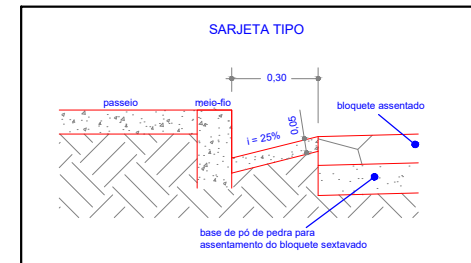 SARJETA TIPO
0,30
passeio
meio-fio
i = 25%
0,05
bloquete assentado
base de pó de pedra para
assentamento do bloquete sextavado